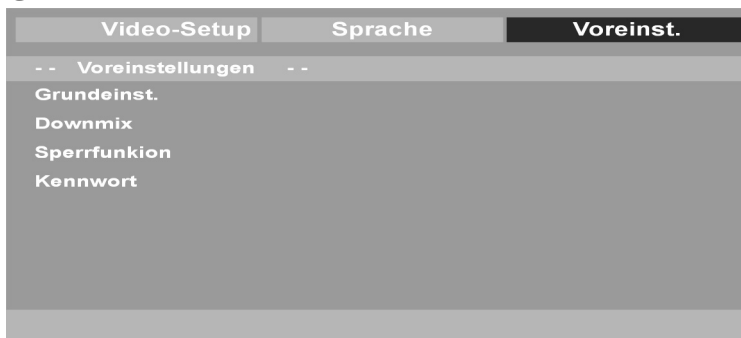 Video-Setup Sprache Voreinst.
-- Voreinstellungen --
Grundeinst.
Downmix
Sperrfunkion
Kennwort